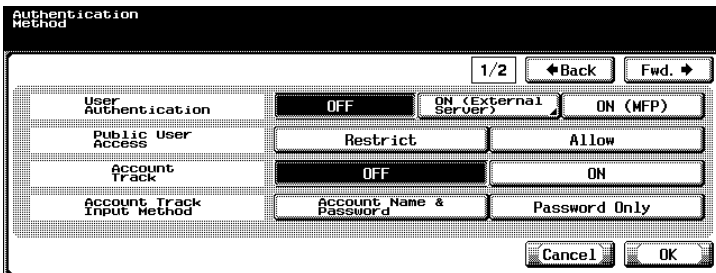 Authentication
Method
1/2 ←Back Fwd. →
User
Authentication
OFF
ON (External
Server)
ON (MFP)
Public User
Access
Restrict
Allow
Account
Track
OFF
ON
Account Track
Input Method
Account Name &
Password
Password Only
Cancel OK